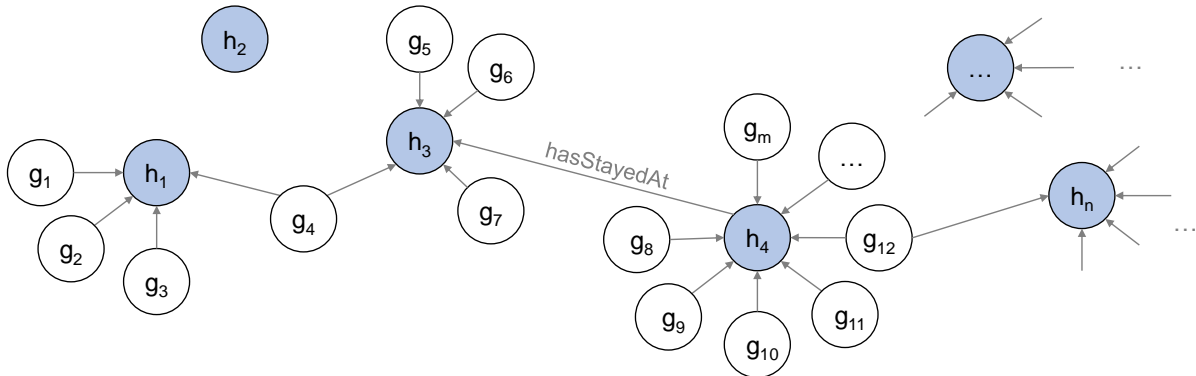 h2
g5
g6
…
…
h3
gm
hasStayedAt
…
g1
h1
g4
g7
hn
…
g2
g8
h4
g12
g3
g9
g10
g11